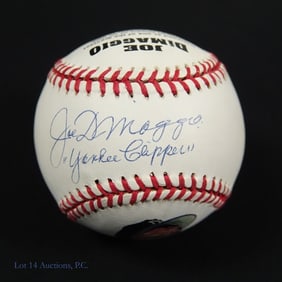 JOE
DiMAGGIO
Joe DiMaggio
"Yankee Clipper"
Lot 14 Auctions, P.C.